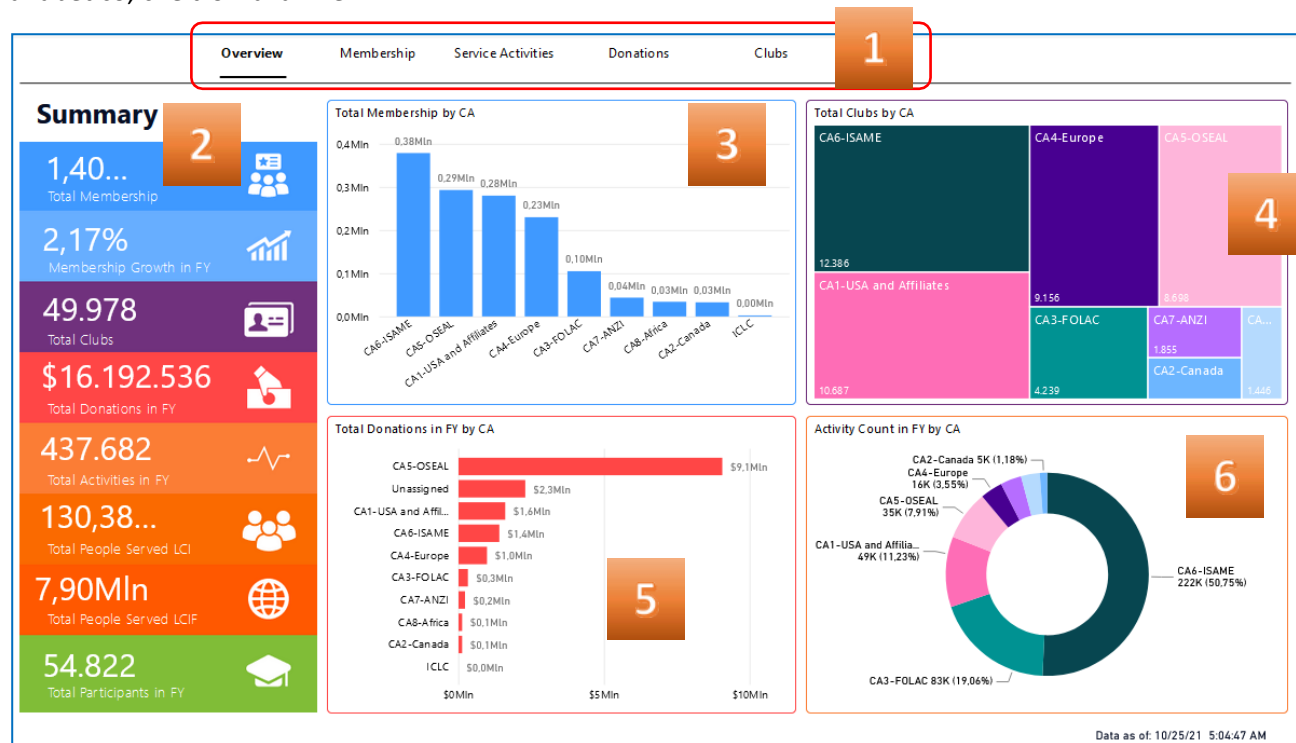 Overview Membership Service Activities Donations Clubs
1
Summary
2
1,40...
Total Membership
2,17%
Membership Growth in FY
49.978
Total Clubs
$16.192.536
Total Donations in FY
437.682
Total Activities in FY
130,38...
Total People Served LCI
7,90Mln
Total People Served LCIF
54.822
Total Participants in FY
Total Membership by CA
3
0,4Mln
0,3Mln
0,2Mln
0,1Mln
0,0Mln
0,38Mln
0,29Mln
0,28Mln
0,23Mln
0,10Mln
0,04Mln
0,03Mln
0,03Mln
0,00Mln
CA6-ISAME
CA5-OSEAL
CA1-USA and Affiliates
CA4-Europe
CA3-FOLAC
CA7-ANZI
CA8-Africa
CA2-Canada
ICLC
Total Clubs by CA
4
CA6-ISAME
12.386
CA1-USA and Affiliates
10.687
CA4-Europe
9.156
CA5-OSEAL
8.698
CA3-FOLAC
4.239
CA7-ANZI
1.855
CA2-Canada
CA...
1.446
Total Donations in FY by CA
5
CA5-OSEAL $9,1Mln
Unassigned $2,3Mln
CA1-USA and Affil... $1,6Mln
CA6-ISAME $1,4Mln
CA4-Europe $1,0Mln
CA3-FOLAC $0,3Mln
CA7-ANZI $0,2Mln
CA8-Africa $0,1Mln
CA2-Canada $0,1Mln
ICLC $0,0Mln
$0Mln $5Mln $10Mln
Activity Count in FY by CA
6
CA2-Canada 5K (1,18%)
CA4-Europe
16K (3,55%)
CA5-OSEAL
35K (7,91%)
CA1-USA and Affilia...
49K (11,23%)
CA3-FOLAC 83K (19,06%)
CA6-ISAME
222K (50,75%)
Data as of: 10/25/21 5:04:47 AM